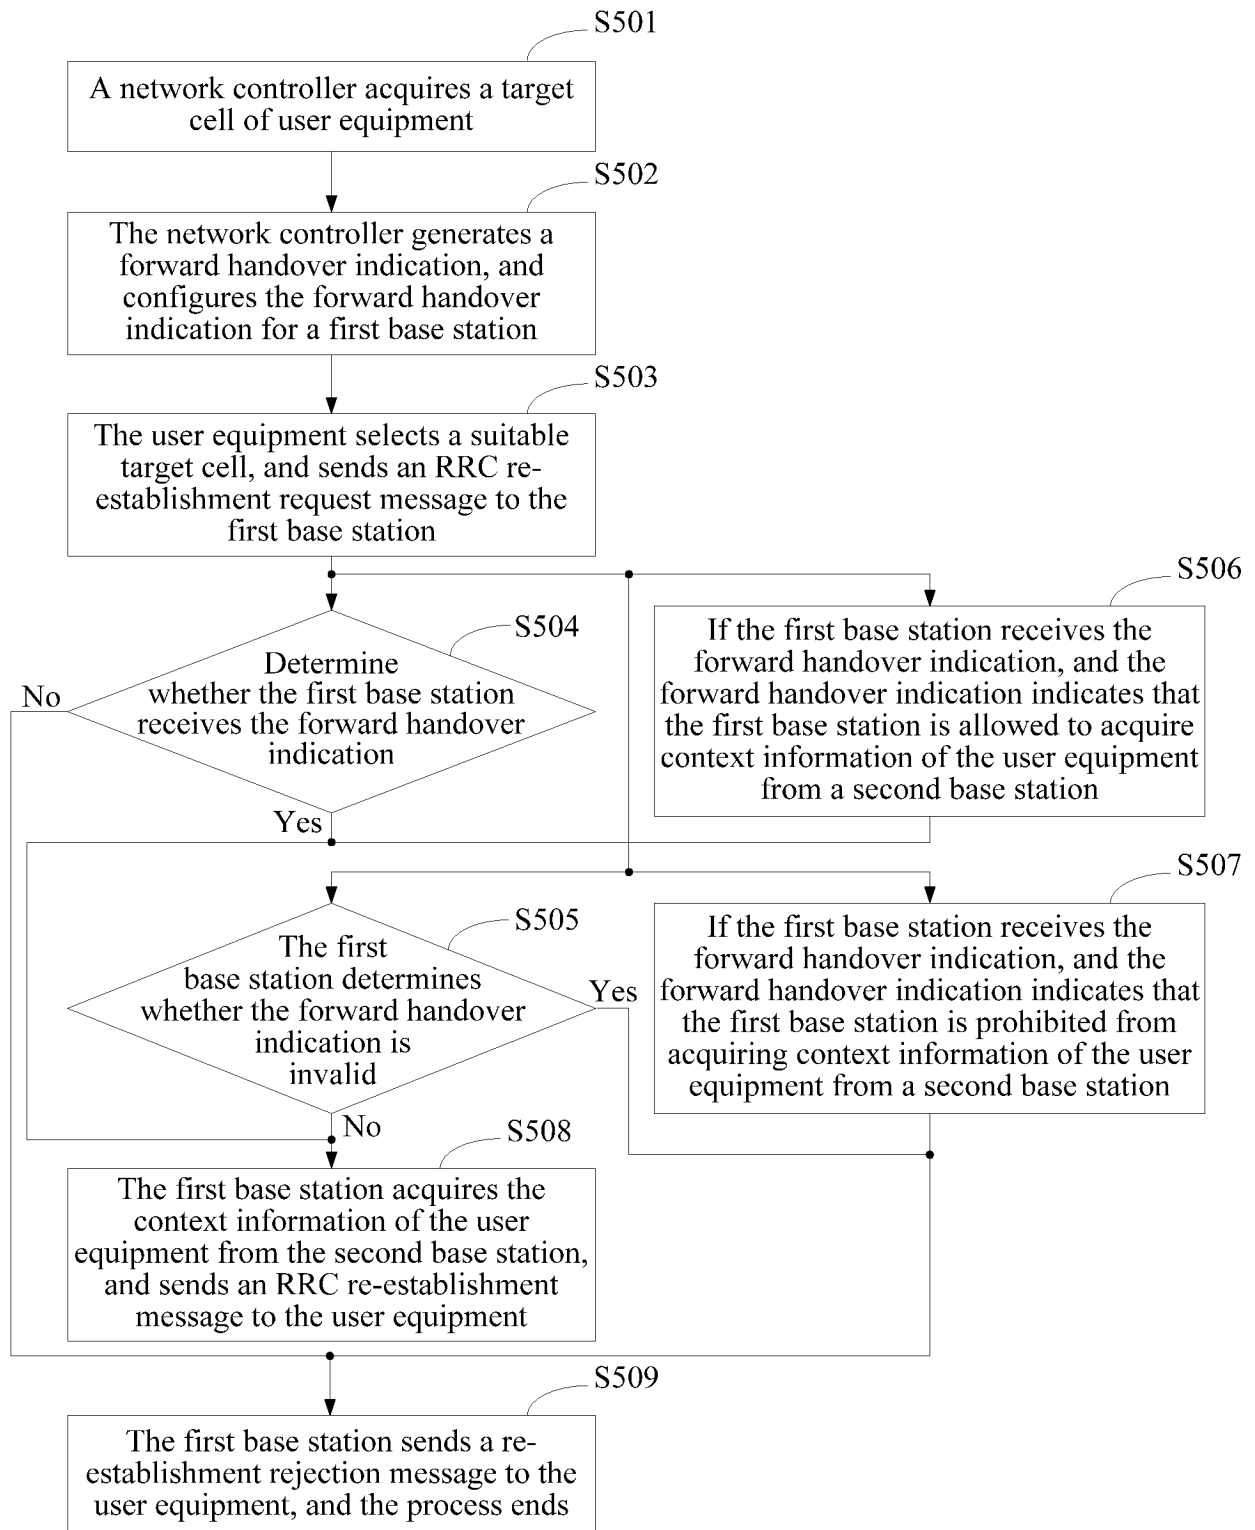 S501
A network controller acquires a target
cell of user equipment
S502
The network controller generates a
forward handover indication, and
configures the forward handover
indication for a first base station
S503
The user equipment selects a suitable
target cell, and sends an RRC re-
establishment request message to the
first base station
S504
Determine
whether the first base station
receives the forward handover
indication
No
Yes
S506
If the first base station receives the
forward handover indication, and the
forward handover indication indicates that
the first base station is allowed to acquire
context information of the user equipment
from a second base station
S505
The first
base station determines
whether the forward handover
indication is
invalid
Yes
No
S507
If the first base station receives the
forward handover indication, and the
forward handover indication indicates that
the first base station is prohibited from
acquiring context information of the user
equipment from a second base station
S508
The first base station acquires the
context information of the user
equipment from the second base station,
and sends an RRC re-establishment
message to the user equipment
S509
The first base station sends a re-
establishment rejection message to the
user equipment, and the process ends